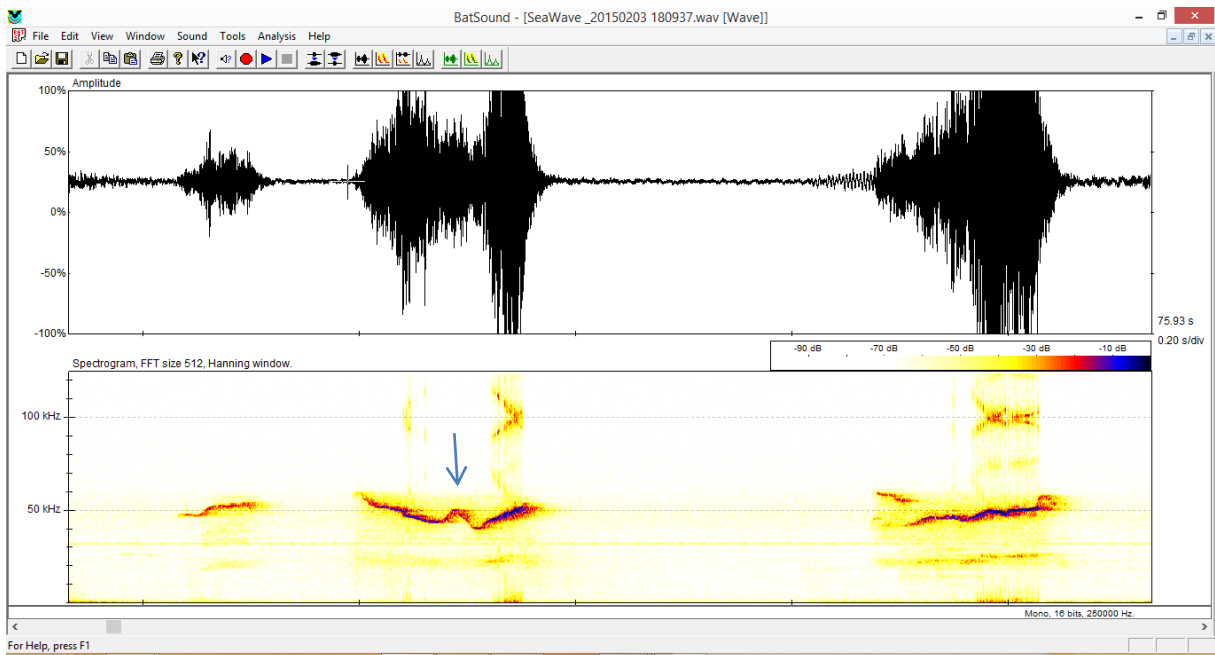 BatSound - [SeaWave _20150203 180937.wav [Wave]]
File Edit View Window Sound Tools Analysis Help
Amplitude
100%
50%
0%
-50%
-100%
75.93 s
0.20 s/div
-90 dB -70 dB -50 dB -30 dB -10 dB
Spectrogram, FFT size 512, Hanning window.
100 kHz
50 kHz
Mono, 16 bits, 250000 Hz.
For Help, press F1